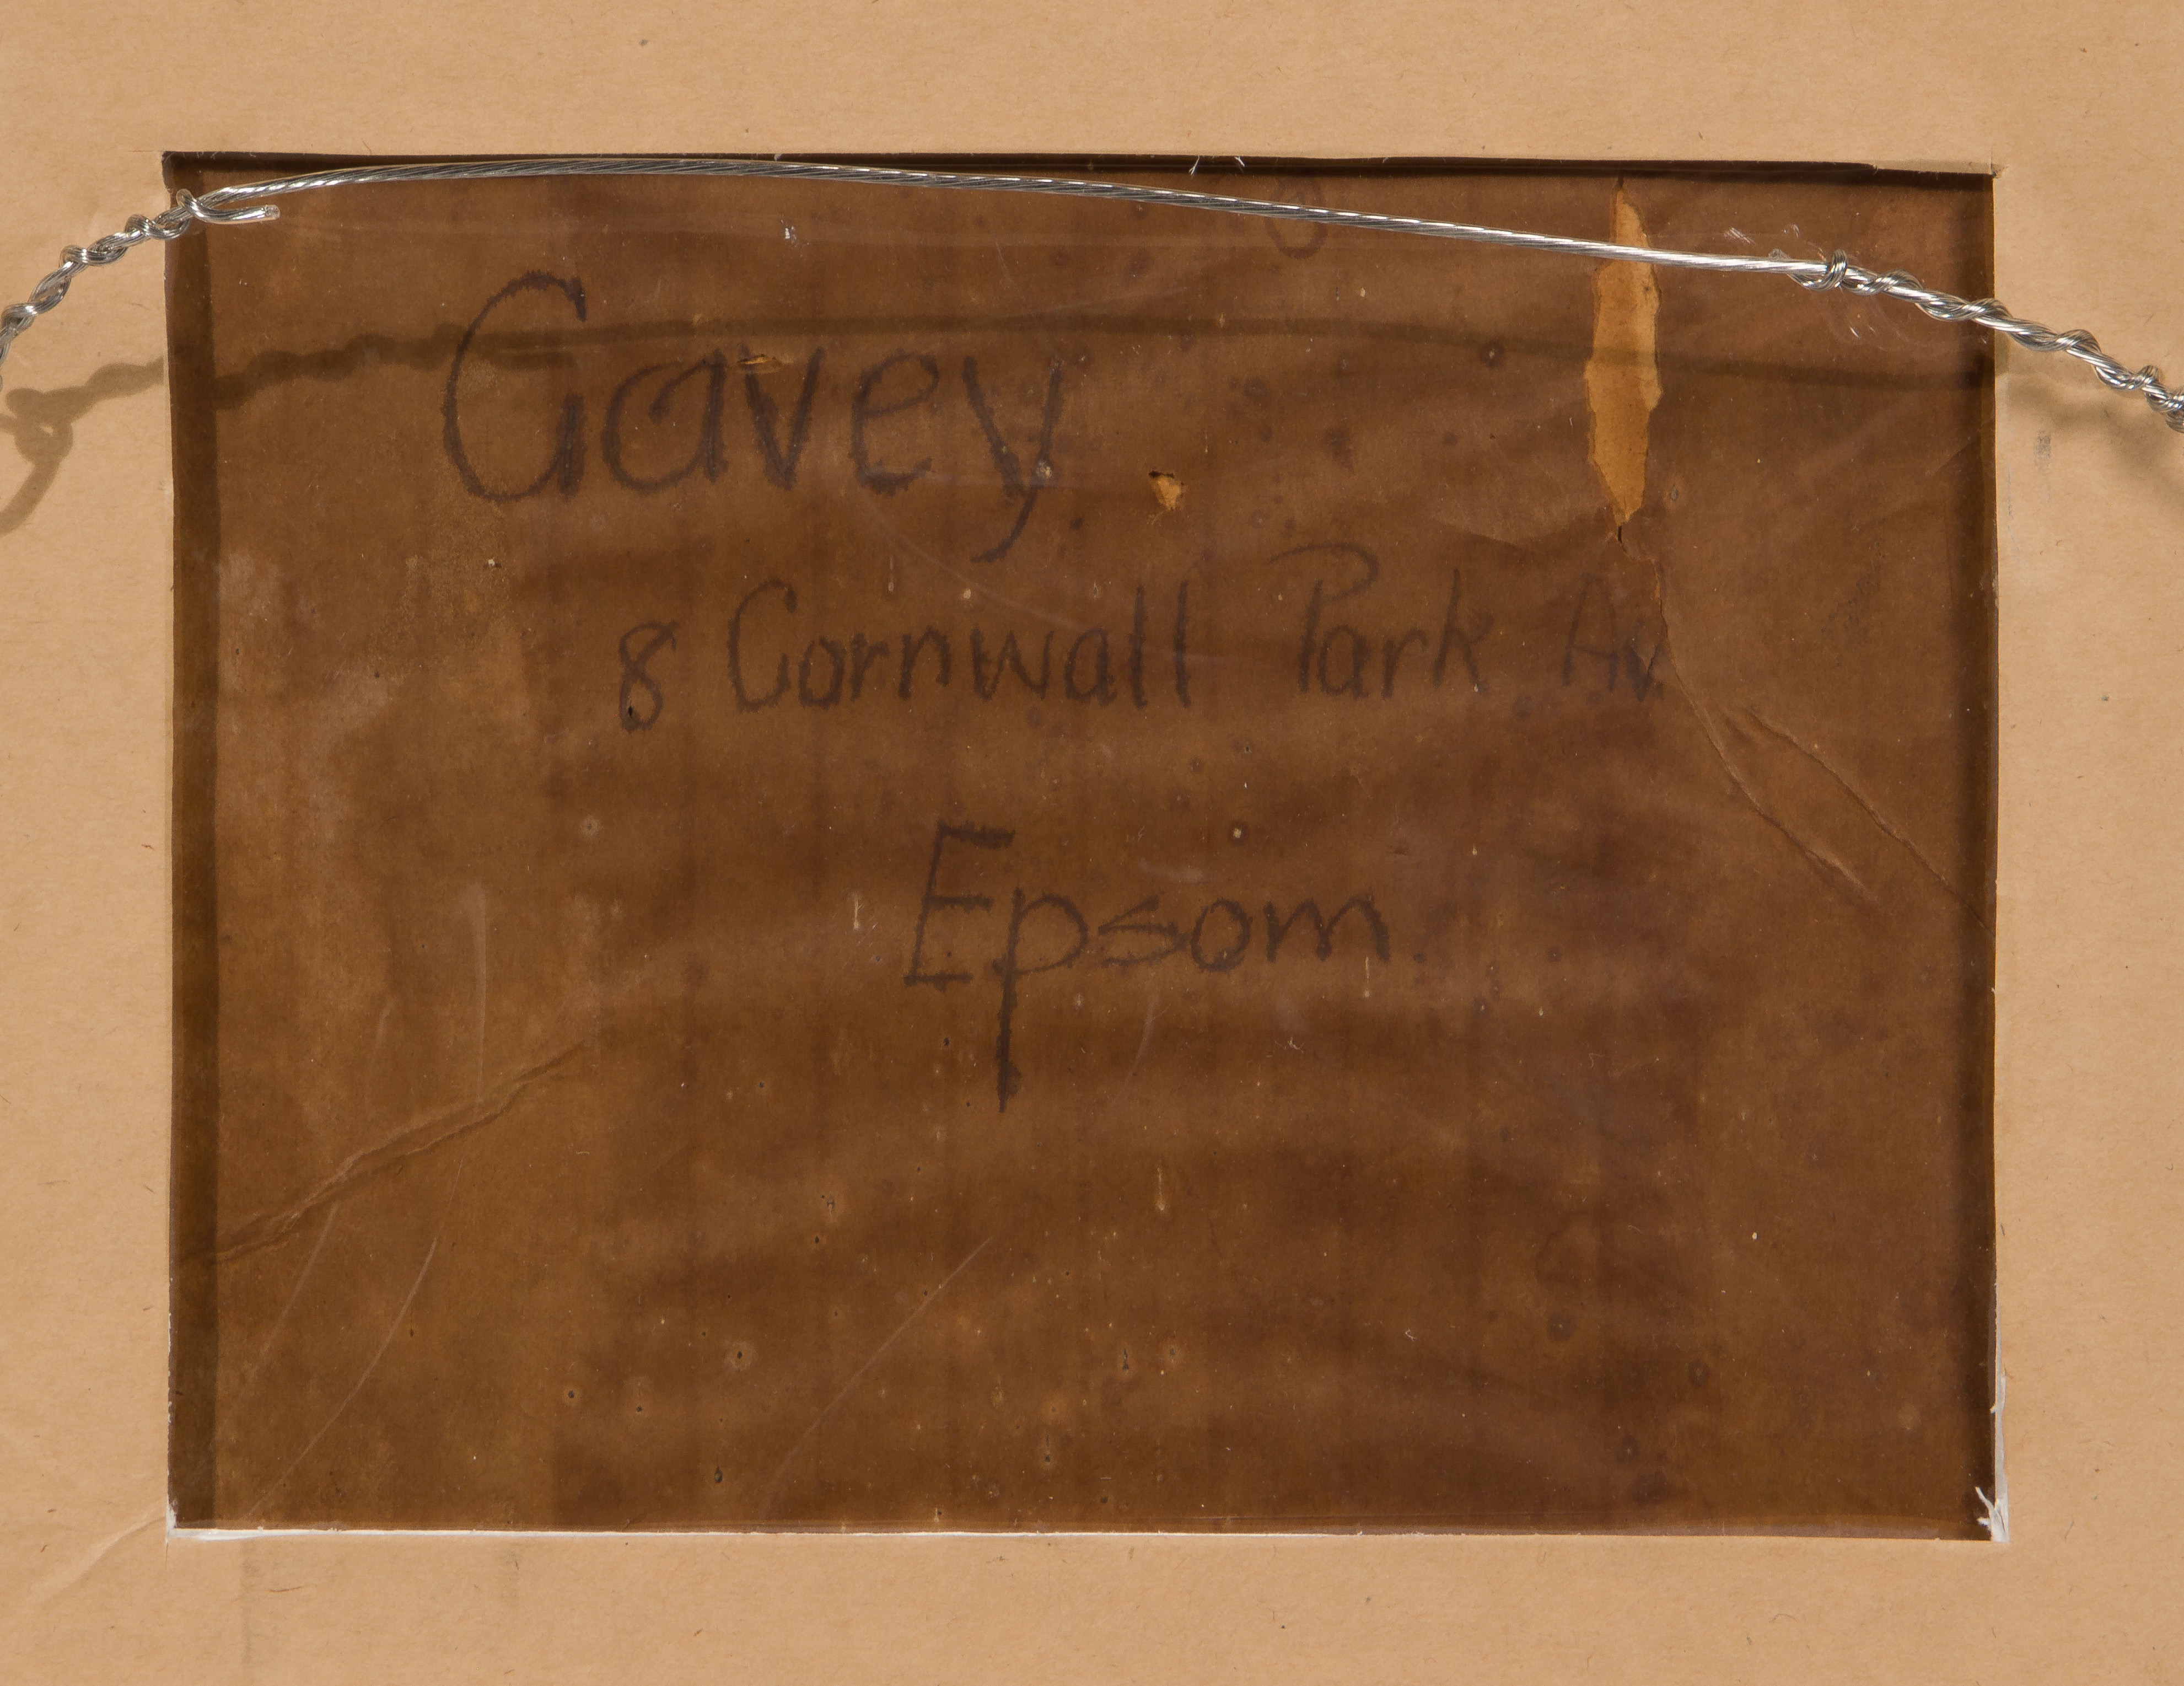 Gavey
8 Cornwall Park Av
Epsom.